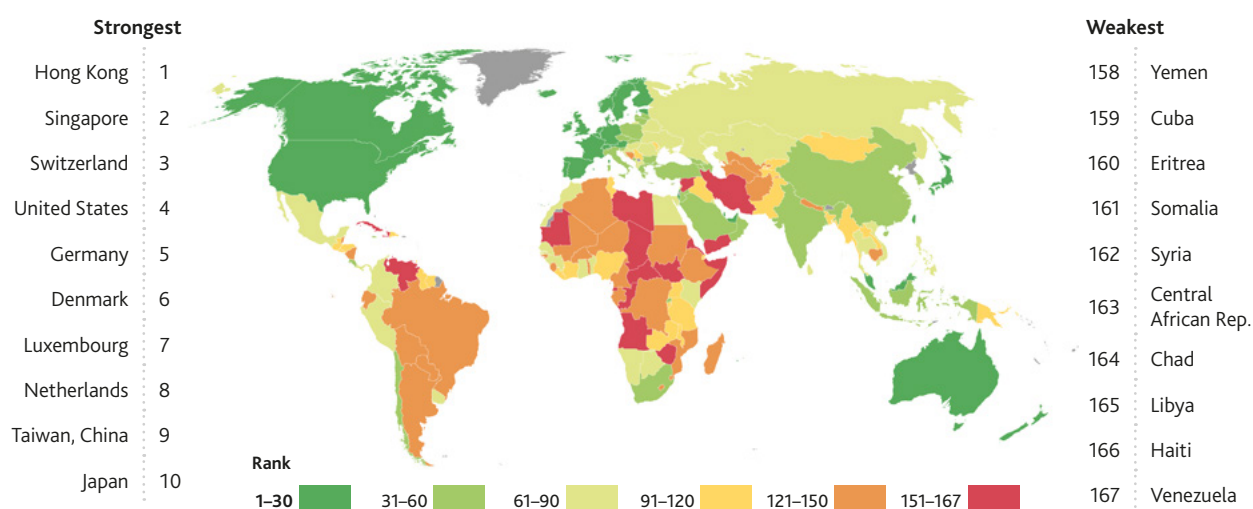 Strongest
Hong Kong 1
Singapore 2
Switzerland 3
United States 4
Germany 5
Denmark 6
Luxembourg 7
Netherlands 8
Taiwan, China 9
Japan 10
Weakest
158 Yemen
159 Cuba
160 Eritrea
161 Somalia
162 Syria
163 Central
African Rep.
164 Chad
165 Libya
166 Haiti
167 Venezuela
Rank
1–30 31–60 61–90 91–120 121–150 151–167